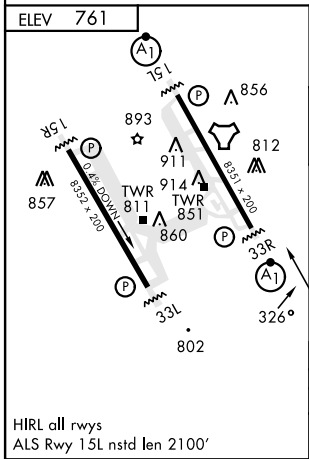 ELEV 761
A1
15L
P
856
15R
893
P
911
812
8351 x 200
857
0.4% DOWN
8352 x 200
TWR
811
914
TWR
851
860
P
33R
P
A1
33L
326°
802
HIRL all rwys
ALS Rwy 15L nstd len 2100'